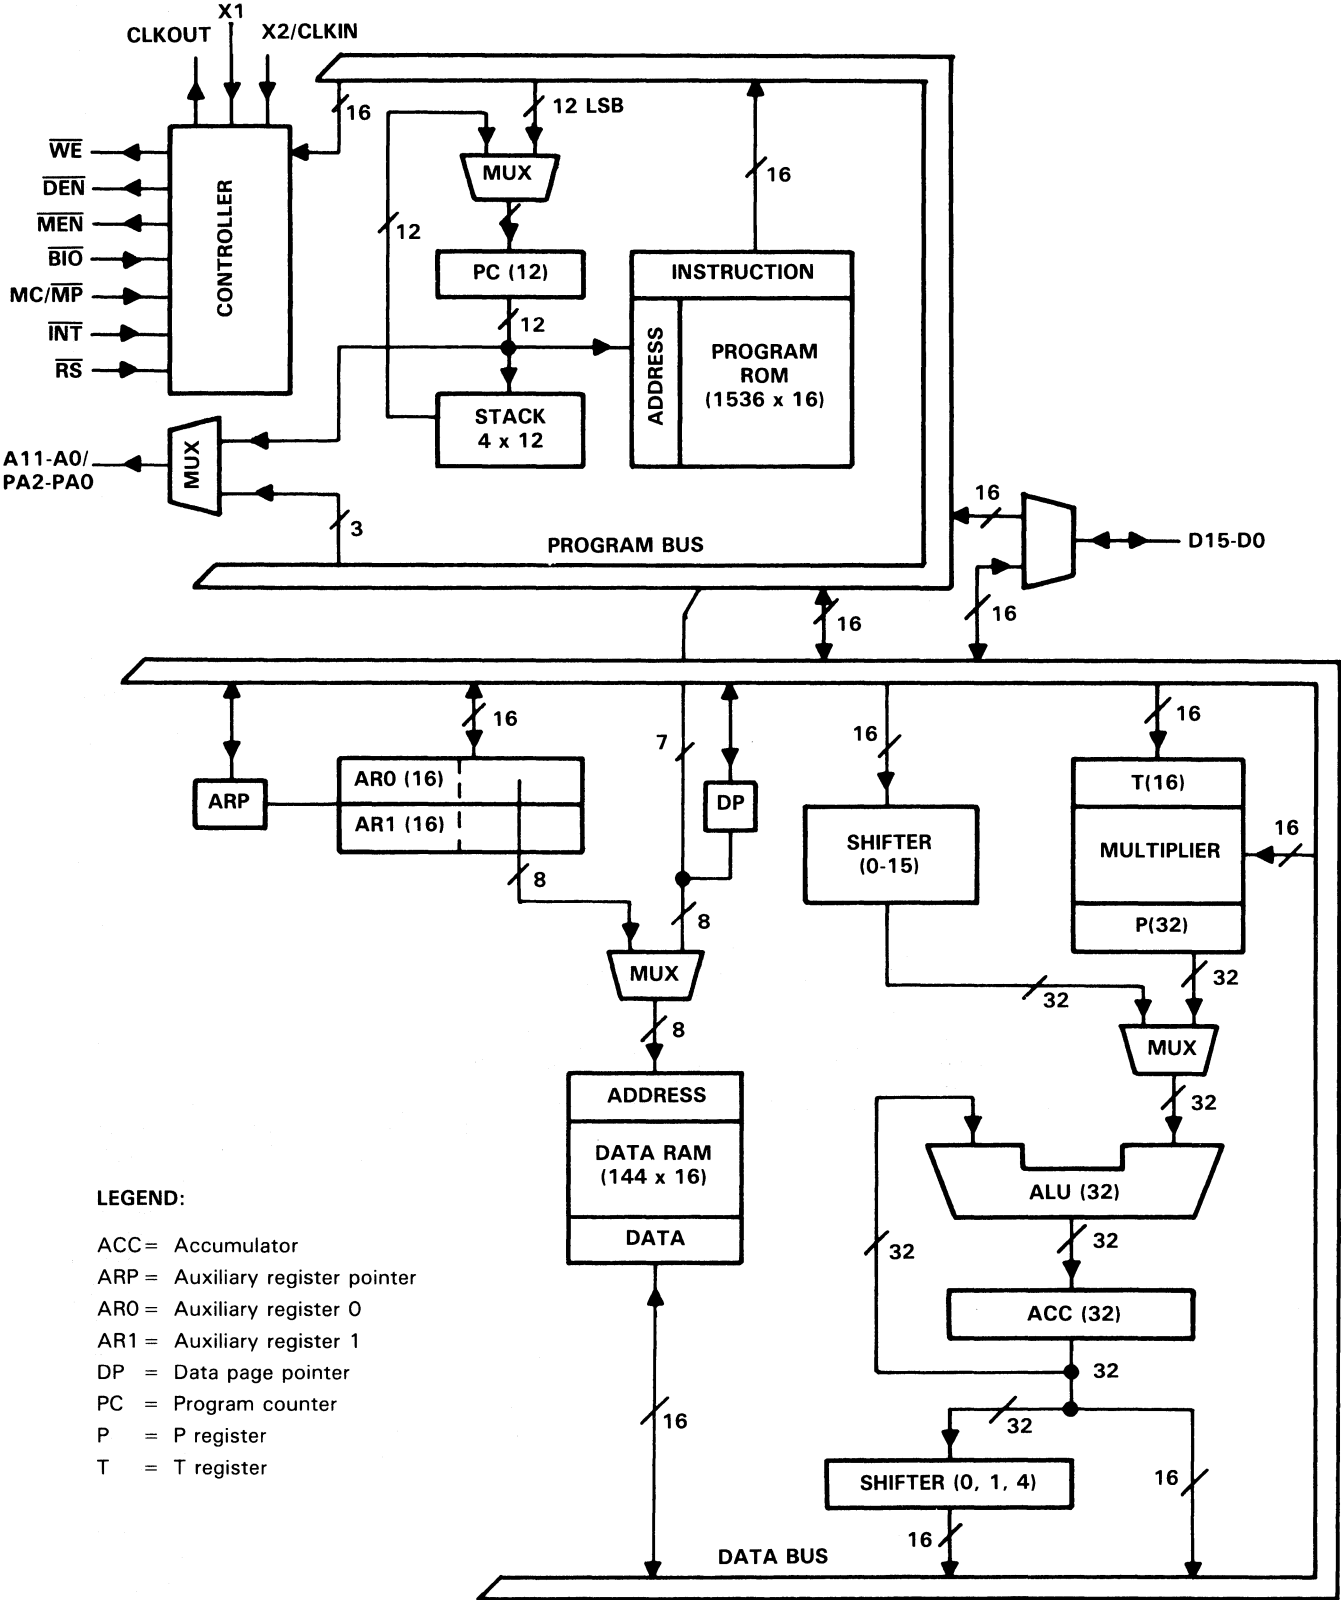 X1
CLKOUT
X2/CLKIN
16
12 LSB
WE
DEN
MEN
BIO
MC/MP
INT
RS
CONTROLLER
MUX
16
12
PC (12)
INSTRUCTION
12
ADDRESS
PROGRAM
ROM
(1536 x 16)
STACK
4 x 12
A11-A0/
PA2-PA0
MUX
3
PROGRAM BUS
16
D15-D0
16
16
16
7
16
16
ARP
AR0 (16)
AR1 (16)
DP
SHIFTER
(0-15)
T(16)
MULTIPLIER
P(32)
16
8
8
MUX
32
32
8
MUX
32
ADDRESS
DATA RAM
(144 x 16)
DATA
ALU (32)
32
32
ACC (32)
32
32
16
SHIFTER (0, 1, 4)
16
16
DATA BUS
LEGEND:
ACC = Accumulator
ARP = Auxiliary register pointer
AR0 = Auxiliary register 0
AR1 = Auxiliary register 1
DP = Data page pointer
PC = Program counter
P = P register
T = T register